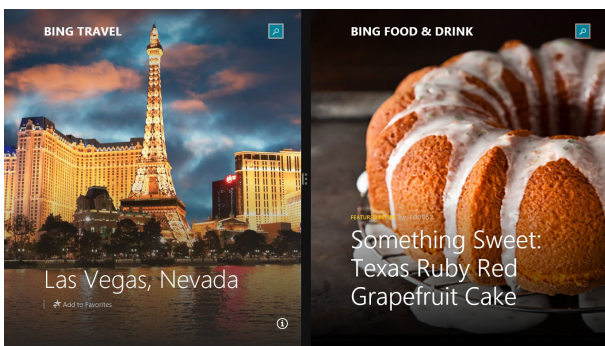 BING TRAVEL
Las Vegas, Nevada
Add to Favorites
BING FOOD & DRINK
Something Sweet:
Texas Ruby Red
Grapefruit Cake